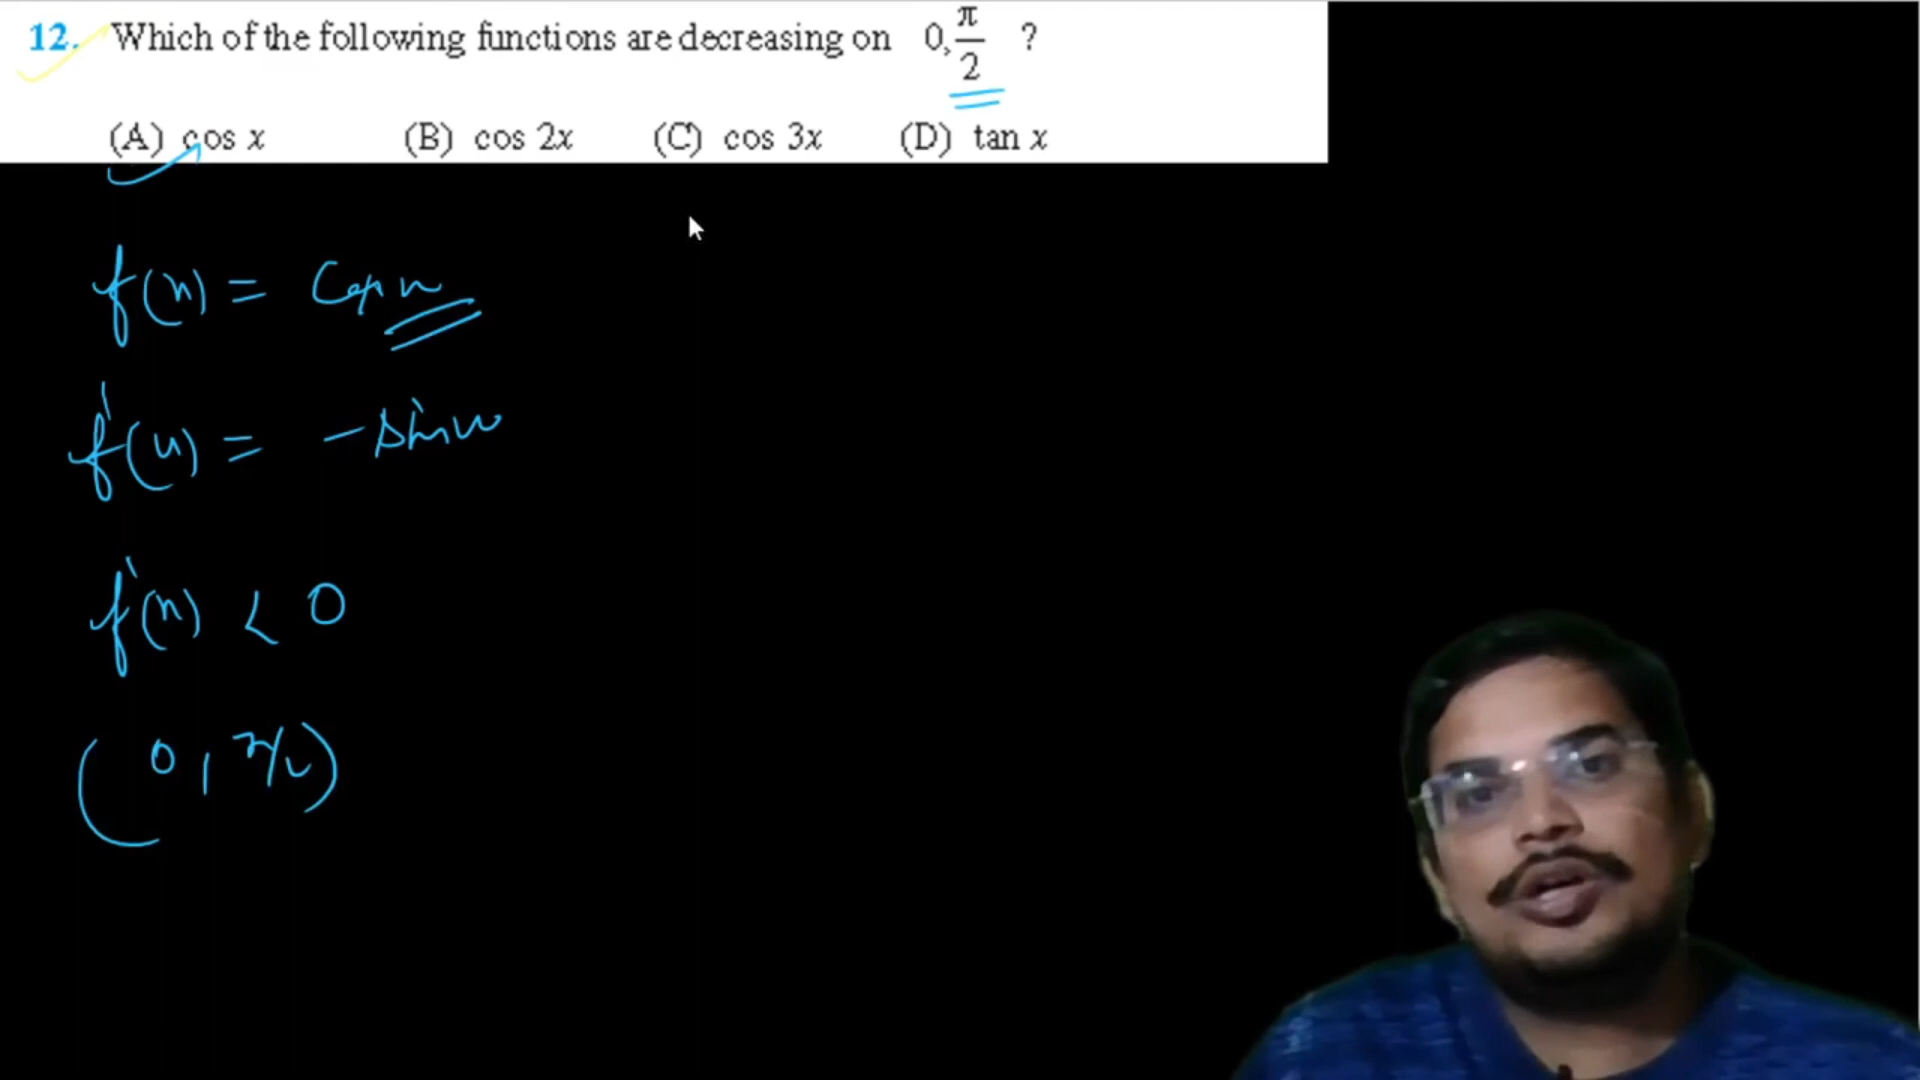 12. Which of the following functions are decreasing on 0, π/2 ?
(A) cos x (B) cos 2x (C) cos 3x (D) tan x
f(x) = Cos x
f'(x) = - sin x
f'(x) < 0
( 0 , π/2 )